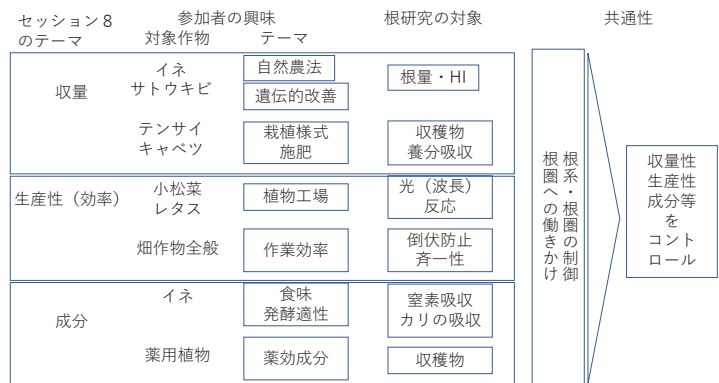 セッション８
のテーマ
参加者の興味
対象作物
テーマ
根研究の対象
共通性
収量
イネ
サトウキビ
自然農法
遺伝的改善
根量・HI
テンサイ
キャベツ
栽植様式
施肥
収穫物
養分吸収
生産性（効率）
小松菜
レタス
植物工場
光（波長）
反応
畑作物全般
作業効率
倒伏防止
斉一性
成分
イネ
食味
発酵適性
窒素吸収
カリの吸収
薬用植物
薬効成分
収穫物
根系・根圏の制御
根圏への働きかけ
収量性
生産性
成分等
を
コント
ロール